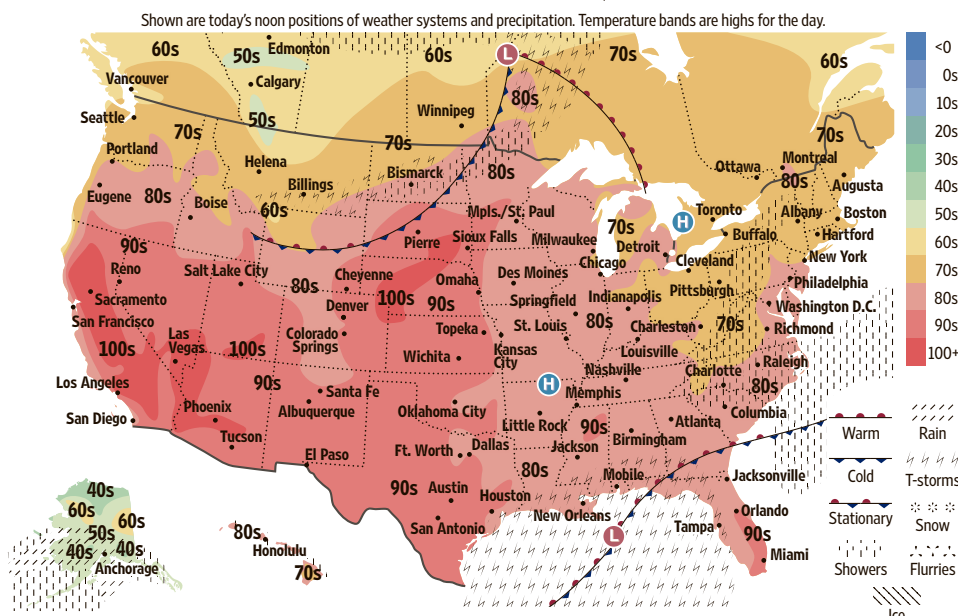 Shown are today's noon positions of weather systems and precipitation. Temperature bands are highs for the day.
60s
50s
Edmonton
60s
L
70s
60s
<0
Vancouver
Calgary
0s
80s
10s
Seattle
50s
Winnipeg
20s
70s
70s
70s
30s
Portland
Helena
Bismarck
80s
Ottawa
Montreal
80s
40s
Eugene
80s
Billings
Augusta
50s
Boise
60s
Mpls./St. Paul
70s
Toronto
Albany
Boston
60s
90s
Pierre
Sioux Falls
Milwaukee
Detroit
H
Buffalo
Hartford
70s
Reno
Salt Lake City
Cheyenne
Chicago
Cleveland
New York
80s
80s
Omaha
Des Moines
Indianapolis
Pittsburgh
Philadelphia
90s
Sacramento
Denver
100s
90s
Springfield
Washington D.C.
100+
San Francisco
Las
Vegas
Colorado
Springs
Topeka
St. Louis
80s
Charleston
70s
Richmond
100s
100s
Wichita
Kansas
City
Louisville
Raleigh
Los Angeles
90s
Santa Fe
Nashville
Charlotte
80s
Phoenix
Albuquerque
Oklahoma City
H
Memphis
Columbia
San Diego
Little Rock
90s
Atlanta
Tucson
Birmingham
El Paso
Ft. Worth
Dallas
Jackson
80s
90s
Austin
Houston
Mobile
Jacksonville
San Antonio
New Orleans
Orlando
L
Tampa
90s
Miami
40s
60s
60s
50s
40s
40s
Anchorage
80s
Honolulu
70s
Warm
Rain
Cold
T-storms
Stationary
Snow
Showers
Flurries
Ice